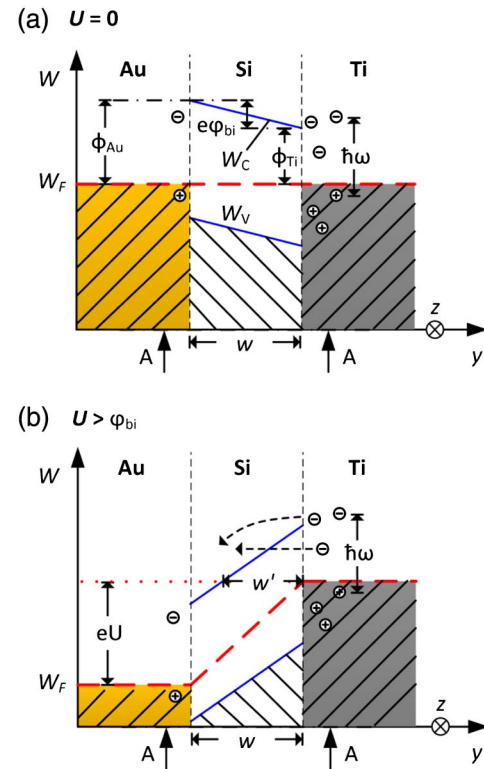 (a) U = 0
W
Au Si Ti
ϕAu eφbi WC ϕTi ħω
WF
WV
z
A w A y
(b) U > φbi
W
Au Si Ti
ħω
w'
eU
WF
z
A w A y